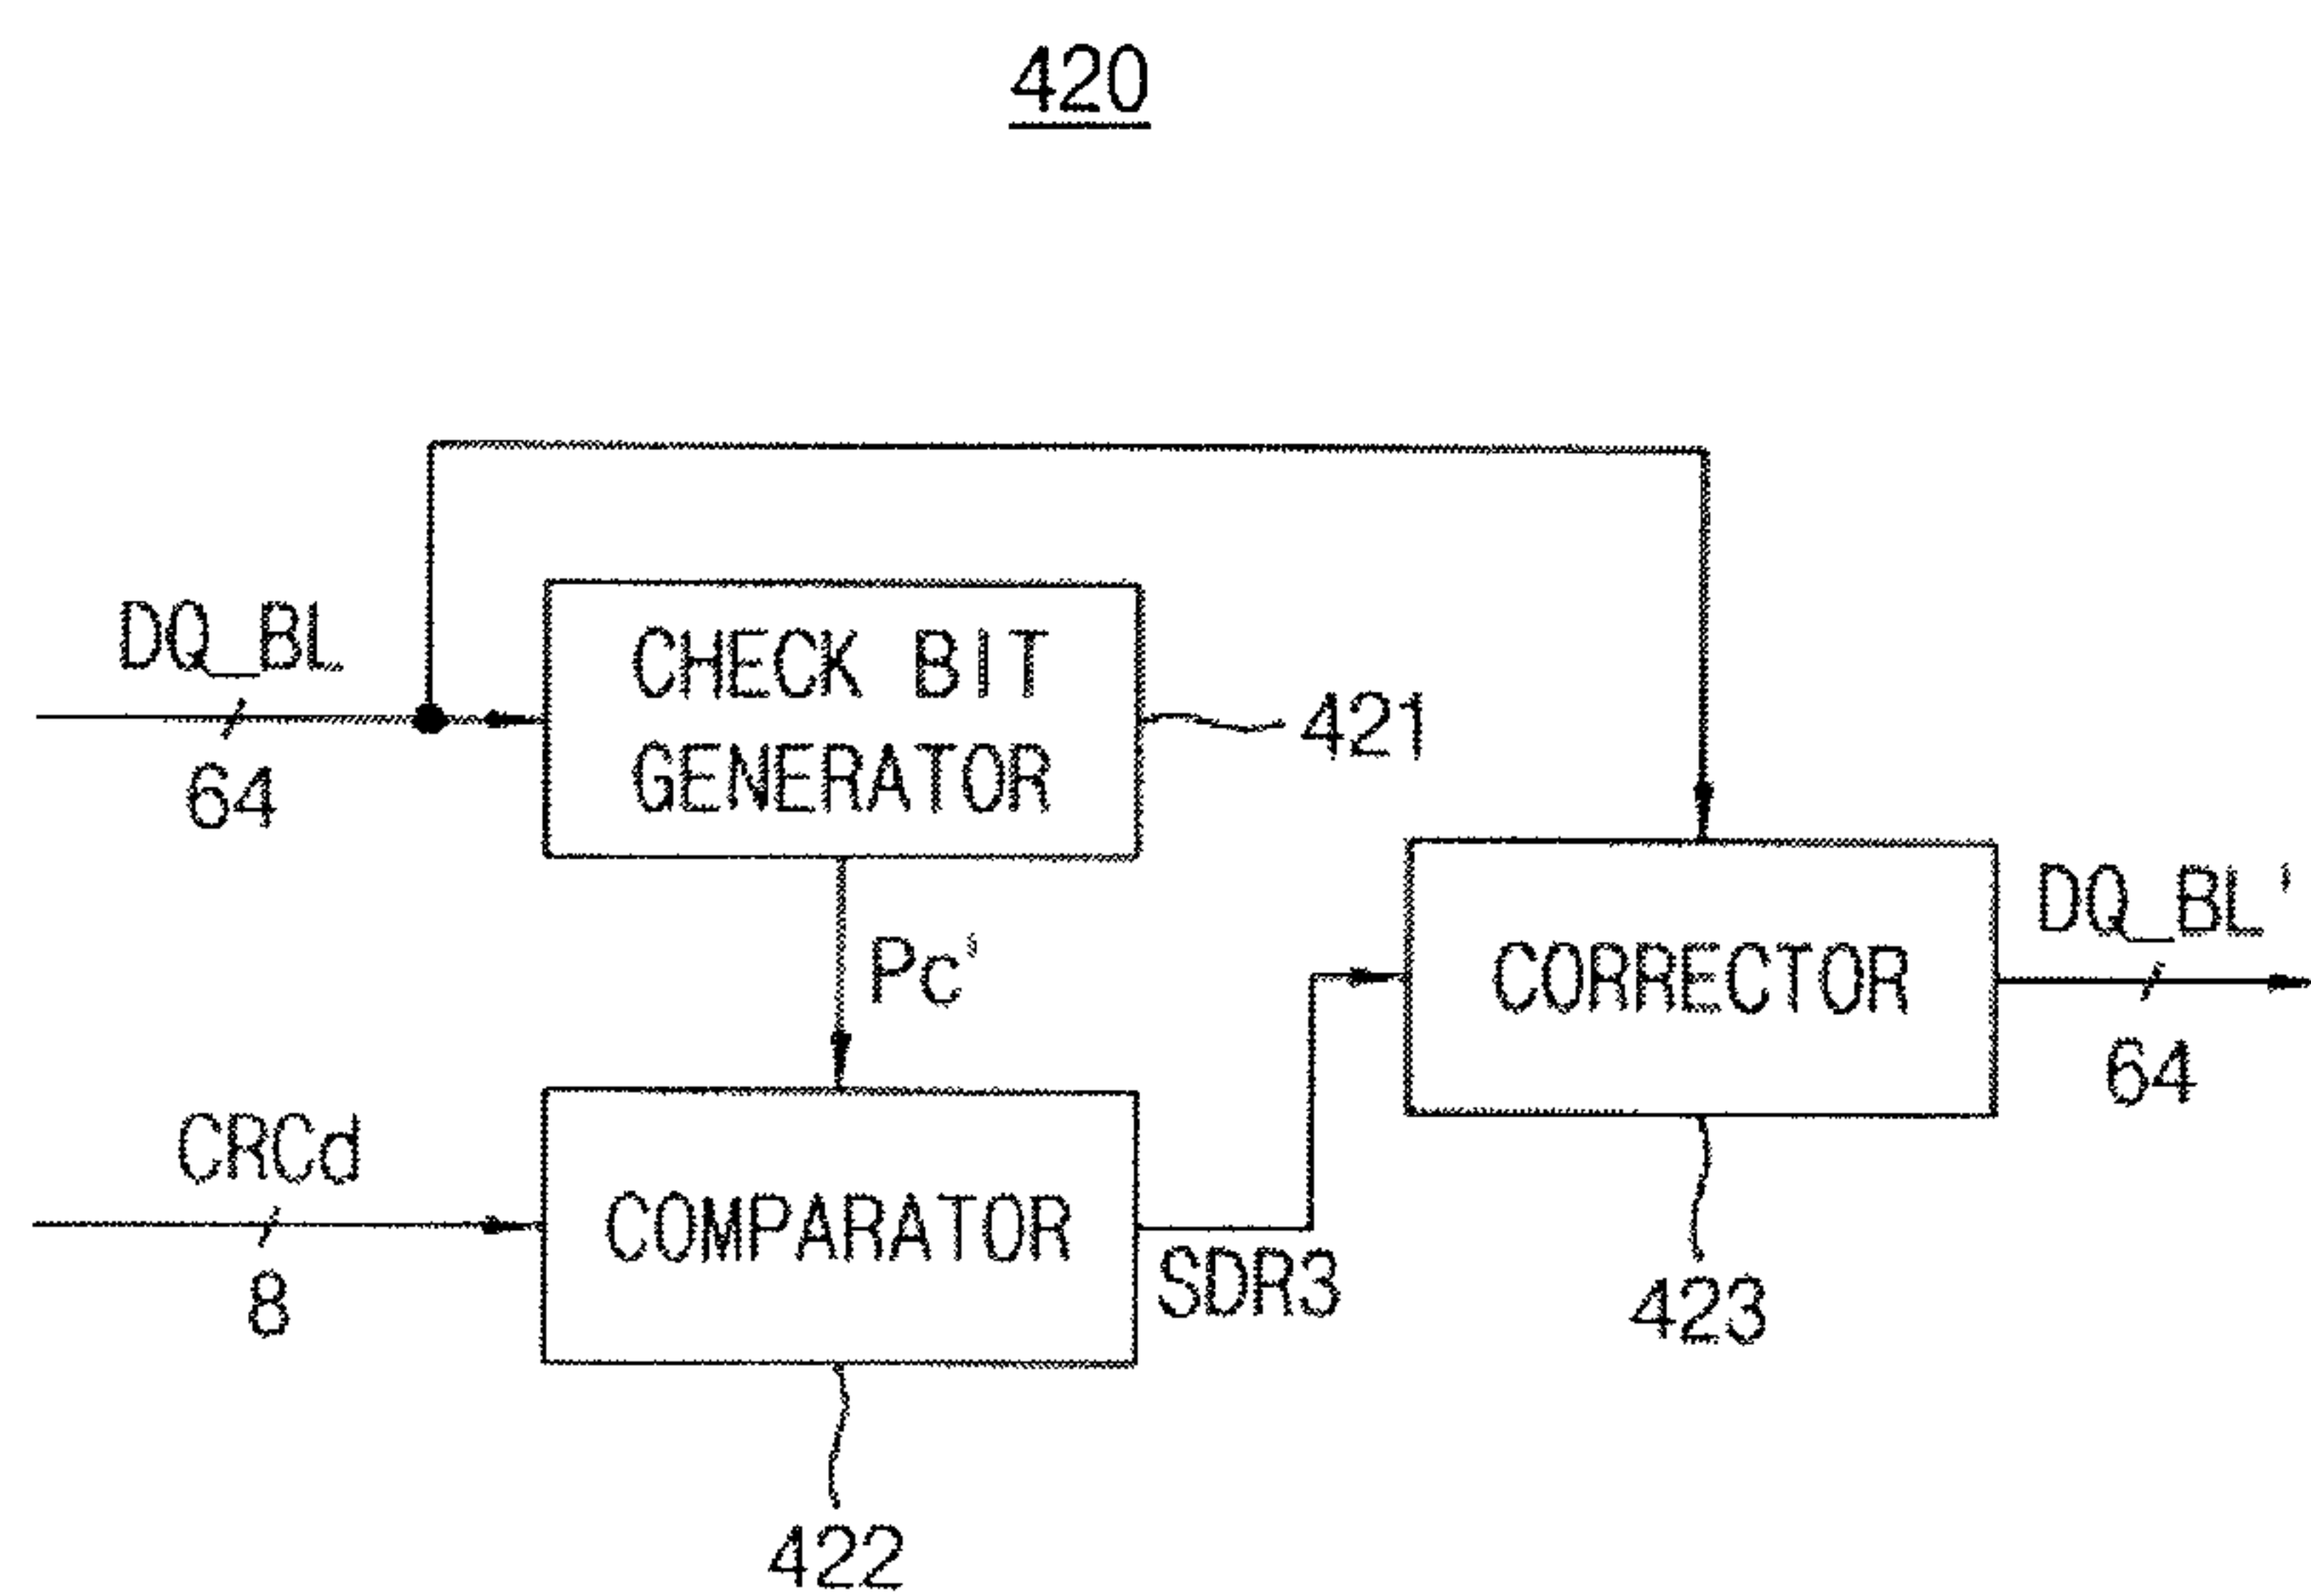 420
DQ_BL
64
CHECK BIT
GENERATOR
421
Pc'
CORRECTOR
DQ_BL'
64
423
CRCd
8
COMPARATOR
SDR3
422